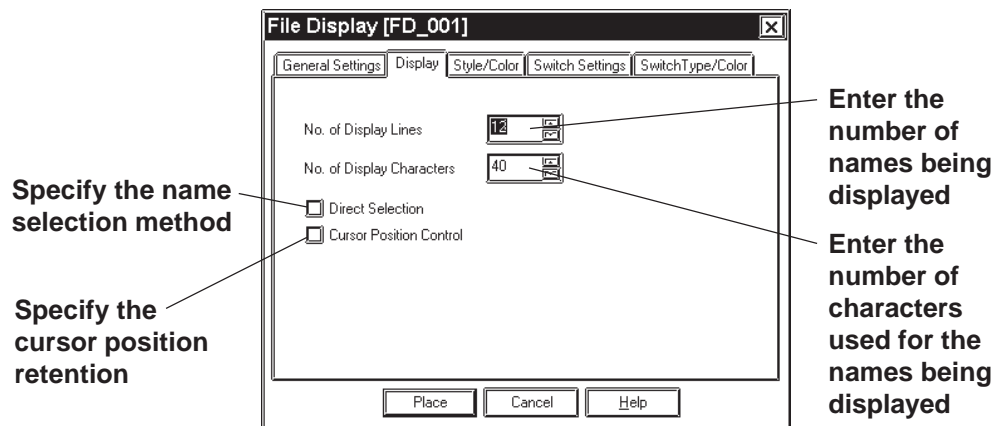 File Display [FD_001]
General Settings Display Style/Color Switch Settings SwitchType/Color
No. of Display Lines 12
No. of Display Characters 40
Direct Selection
Cursor Position Control
Place Cancel Help
Specify the name
selection method
Specify the
cursor position
retention
Enter the
number of
names being
displayed
Enter the
number of
characters
used for the
names being
displayed